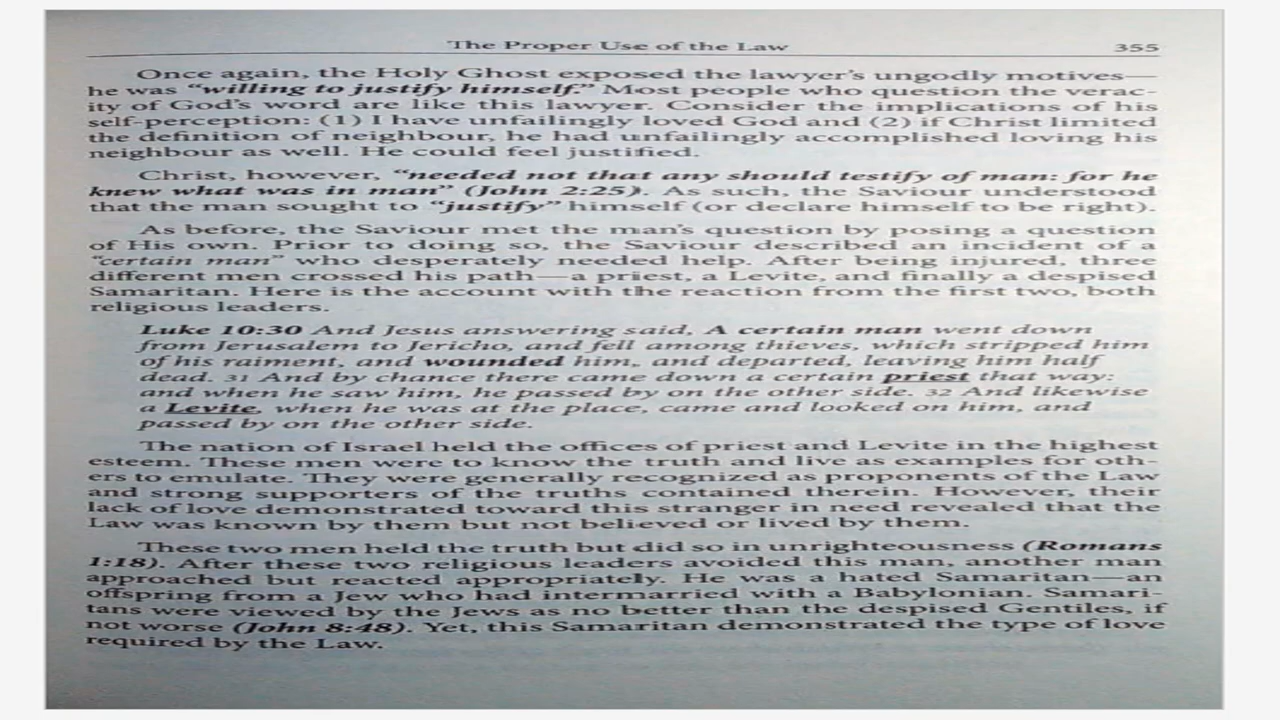 The Proper Use of the Law 355
Once again, the Holy Ghost exposed the lawyer's ungodly motives—
he was "willing to justify himself." Most people who question the verac-
ity of God's word are like this lawyer. Consider the implications of his
self-perception: (1) I have unfailingly loved God and (2) if Christ limited
the definition of neighbour, he had unfailingly accomplished loving his
neighbour as well. He could feel justified.
Christ, however, "needed not that any should testify of man: for he
knew what was in man" (John 2:25). As such, the Saviour understood
that the man sought to "justify" himself (or declare himself to be right).
As before, the Saviour met the man's question by posing a question
of His own. Prior to doing so, the Saviour described an incident of a
"certain man" who desperately needed help. After being injured, three
different men crossed his path—a priest, a Levite, and finally a despised
Samaritan. Here is the account with the reaction from the first two, both
religious leaders.
Luke 10:30 And Jesus answering said, A certain man went down
from Jerusalem to Jericho, and fell among thieves, which stripped him
of his raiment, and wounded him, and departed, leaving him half
dead. 31 And by chance there came down a certain priest that way:
and when he saw him, he passed by on the other side. 32 And likewise
a Levite, when he was at the place, came and looked on him, and
passed by on the other side.
The nation of Israel held the offices of priest and Levite in the highest
esteem. These men were to know the truth and live as examples for oth-
ers to emulate. They were generally recognized as proponents of the Law
and strong supporters of the truths contained therein. However, their
lack of love demonstrated toward this stranger in need revealed that the
Law was known by them but not believed or lived by them.
These two men held the truth but did so in unrighteousness (Romans
1:18). After these two religious leaders avoided this man, another man
approached but reacted appropriately. He was a hated Samaritan—an
offspring from a Jew who had intermarried with a Babylonian. Samari-
tans were viewed by the Jews as no better than the despised Gentiles, if
not worse (John 8:48). Yet, this Samaritan demonstrated the type of love
required by the Law.